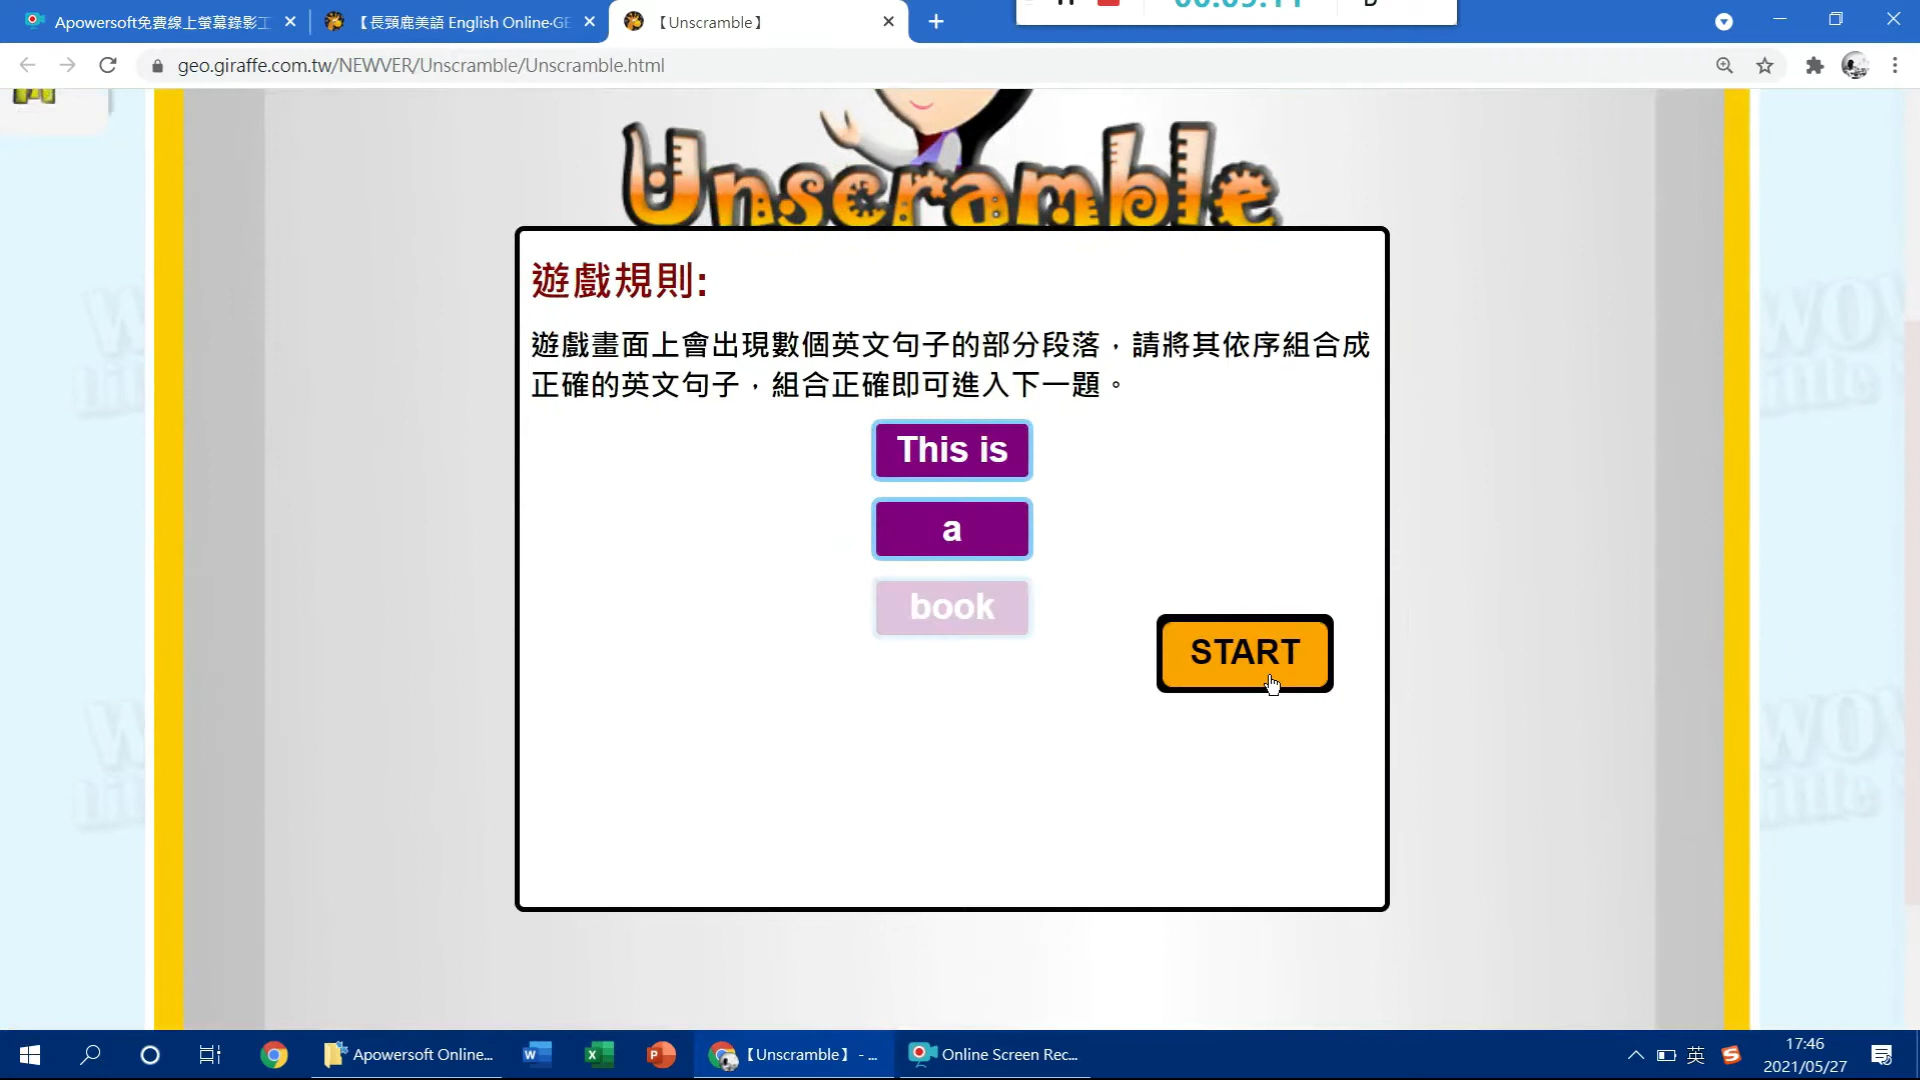 Apowersoft免費線上螢幕錄影工
【長頸鹿美語 English Online-GE
【Unscramble】
geo.giraffe.com.tw/NEWVER/Unscramble/Unscramble.html
Unscramble
遊戲規則:
遊戲畫面上會出現數個英文句子的部分段落，請將其依序組合成
正確的英文句子，組合正確即可進入下一題。
This is
a
book
START
Apowersoft Online...
【Unscramble】 - ...
Online Screen Rec...
英
17:46
2021/05/27